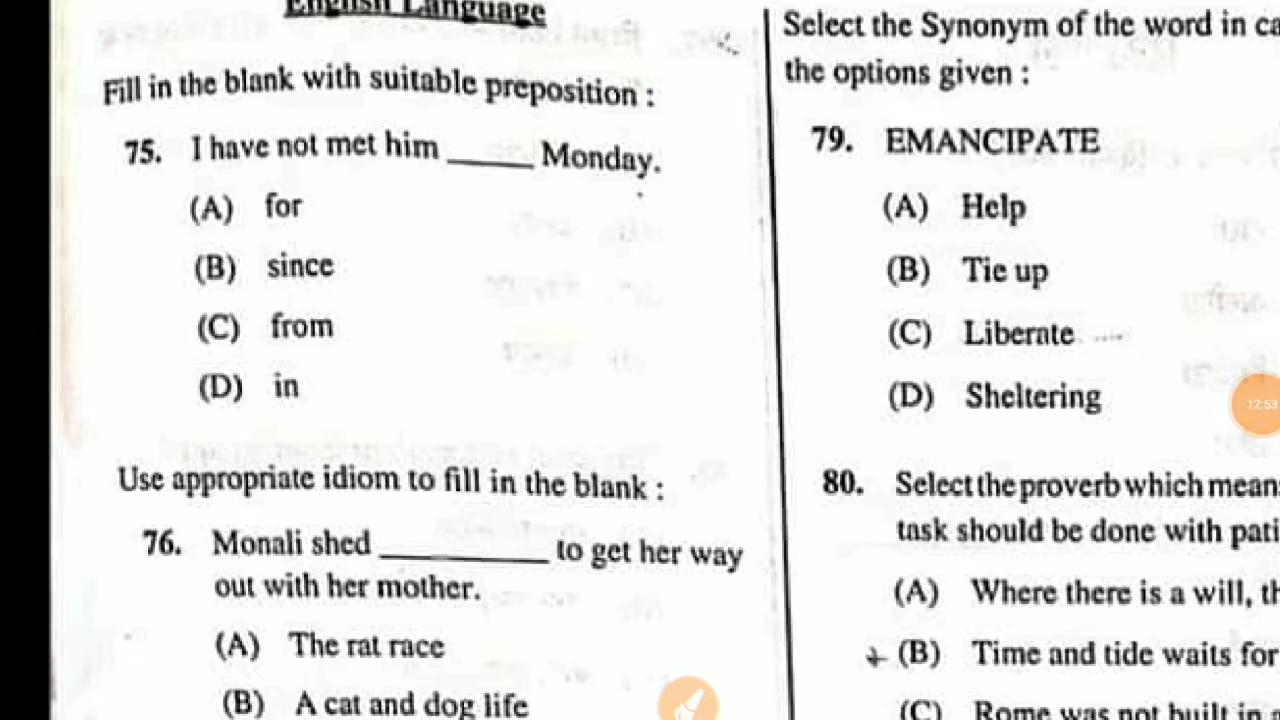 English Language
Fill in the blank with suitable preposition :
75. I have not met him _____ Monday.
(A) for
(B) since
(C) from
(D) in
Use appropriate idiom to fill in the blank :
76. Monali shed __________ to get her way
out with her mother.
(A) The rat race
(B) A cat and dog life
Select the Synonym of the word in ca
the options given :
79. EMANCIPATE
(A) Help
(B) Tie up
(C) Liberate
(D) Sheltering
12:53
80. Select the proverb which mean
task should be done with pati
(A) Where there is a will, th
(B) Time and tide waits for
(C) Rome was not built in